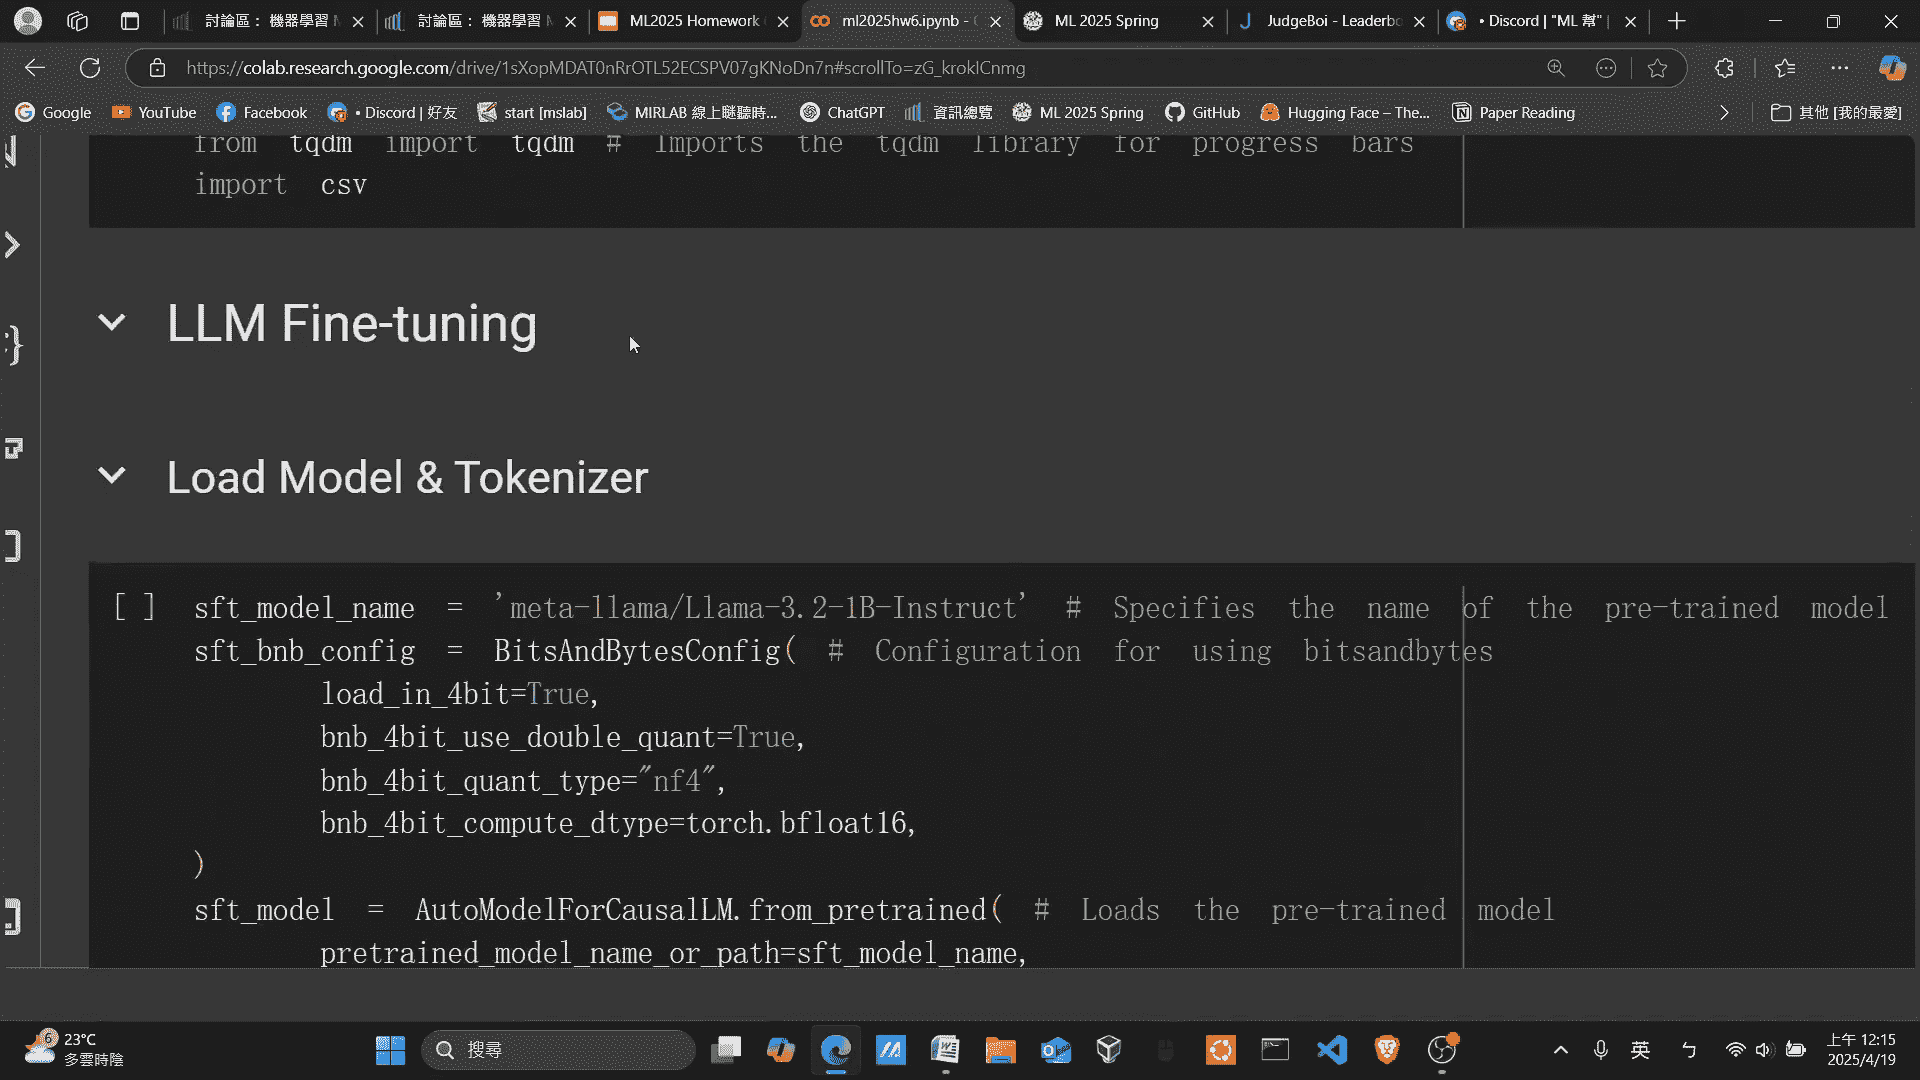 討論區： 機器學習
討論區： 機器學習
ML2025 Homework
ml2025hw6.ipynb -
ML 2025 Spring
JudgeBoi - Leaderbo
• Discord | "ML 幫" |
https://colab.research.google.com/drive/1sXopMDAT0nRrOTL52ECSPV07gKNoDn7n#scrollTo=zG_kroklCnmg
Google
YouTube
Facebook
• Discord | 好友
start [mslab]
MIRLAB 線上瞇聽時...
ChatGPT
資訊總覽
ML 2025 Spring
GitHub
Hugging Face – The...
Paper Reading
其他 [我的最愛]
from tqdm import tqdm # Imports the tqdm library for progress bars
import csv
LLM Fine-tuning
Load Model & Tokenizer
[ ] sft_model_name = 'meta-llama/Llama-3.2-1B-Instruct' # Specifies the name of the pre-trained model
sft_bnb_config = BitsAndBytesConfig( # Configuration for using bitsandbytes
load_in_4bit=True,
bnb_4bit_use_double_quant=True,
bnb_4bit_quant_type="nf4",
bnb_4bit_compute_dtype=torch.bfloat16,
)
sft_model = AutoModelForCausalLM.from_pretrained( # Loads the pre-trained model
pretrained_model_name_or_path=sft_model_name,
23°C
多雲時陰
搜尋
英
ㄅ
上午 12:15
2025/4/19